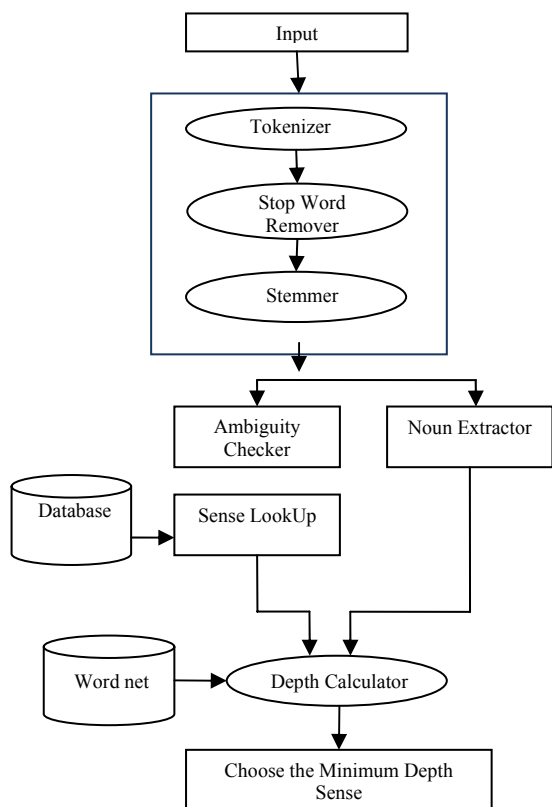 Input
Tokenizer
Stop Word
Remover
Stemmer
Ambiguity
Checker
Noun Extractor
Database
Sense LookUp
Word net
Depth Calculator
Choose the Minimum Depth
Sense